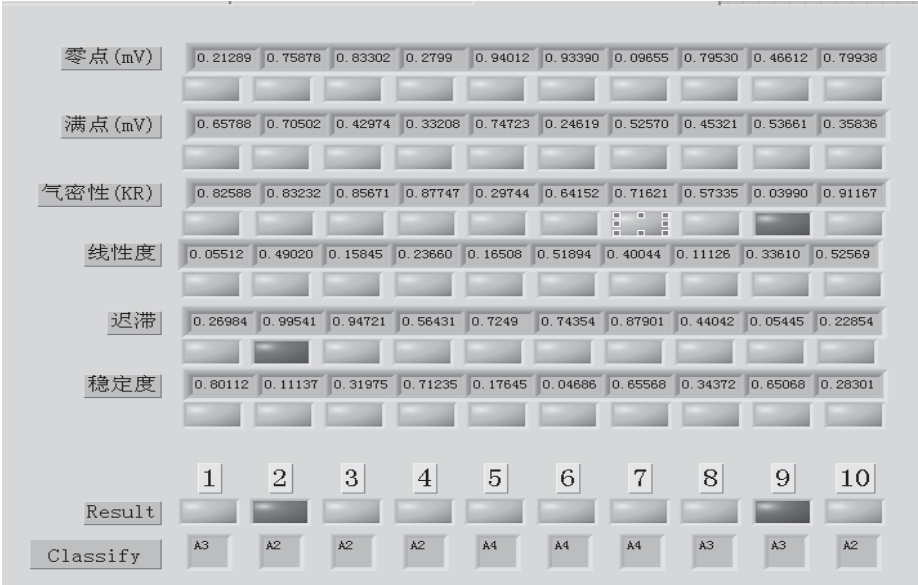 零点(mV) 0.21289 0.75878 0.83302 0.2799 0.94012 0.93390 0.09655 0.79530 0.46612 0.79938
满点(mV) 0.65788 0.70502 0.42974 0.33208 0.74723 0.24619 0.52570 0.45321 0.53661 0.35836
气密性(KR) 0.82588 0.83232 0.85671 0.87747 0.29744 0.64152 0.71621 0.57335 0.03990 0.91167
线性度 0.05512 0.49020 0.15845 0.23660 0.16508 0.51894 0.40044 0.11126 0.33610 0.52569
迟滞 0.26984 0.99541 0.94721 0.56431 0.7249 0.74354 0.87901 0.44042 0.05445 0.22854
稳定度 0.80112 0.11137 0.31975 0.71235 0.17645 0.04686 0.65568 0.34372 0.65068 0.28301
1 2 3 4 5 6 7 8 9 10
Result
Classify A3 A2 A2 A2 A4 A4 A4 A3 A3 A2